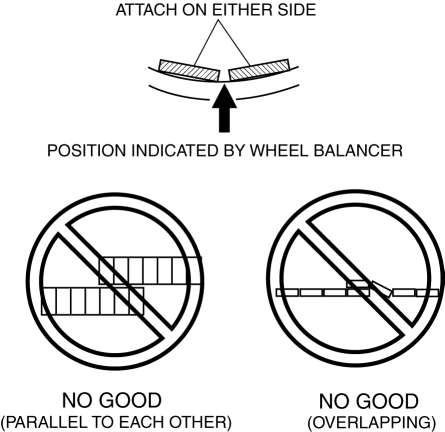 ATTACH ON EITHER SIDE
POSITION INDICATED BY WHEEL BALANCER
NO GOOD
(PARALLEL TO EACH OTHER)
NO GOOD
(OVERLAPPING)